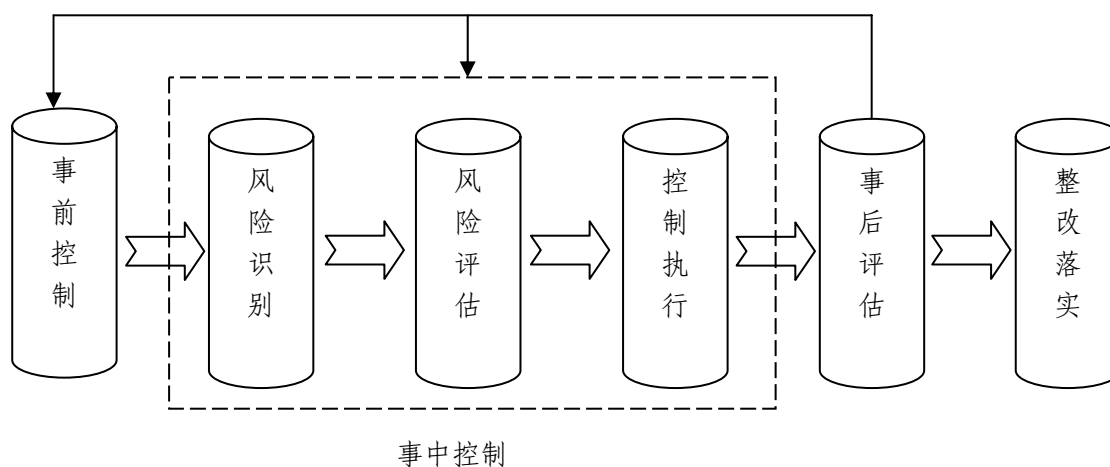 事前控制
风险识别
风险评估
控制执行
事后评估
整改落实
事中控制